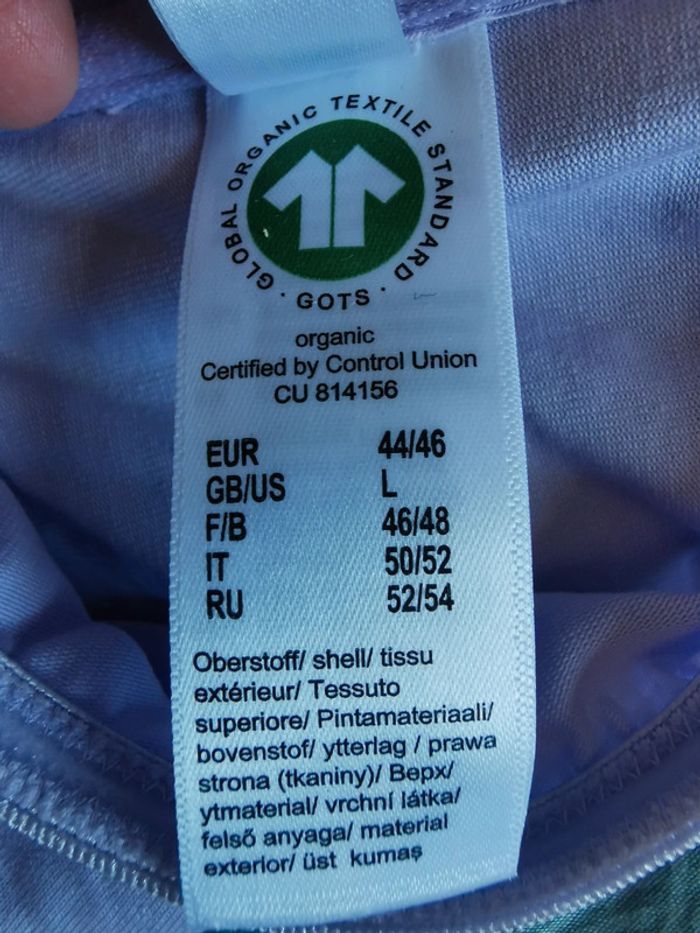 GLOBAL ORGANIC TEXTILE STANDARD
· GOTS ·
organic
Certified by Control Union
CU 814156
EUR 44/46
GB/US L
F/B 46/48
IT 50/52
RU 52/54
Oberstoff/ shell/ tissu
extérieur/ Tessuto
superiore/ Pintamateriaali/
bovenstof/ ytterlag / prawa
strona (tkaniny)/ Верх/
ytmaterial/ vrchní látka/
felső anyaga/ material
exterior/ üst kumaş